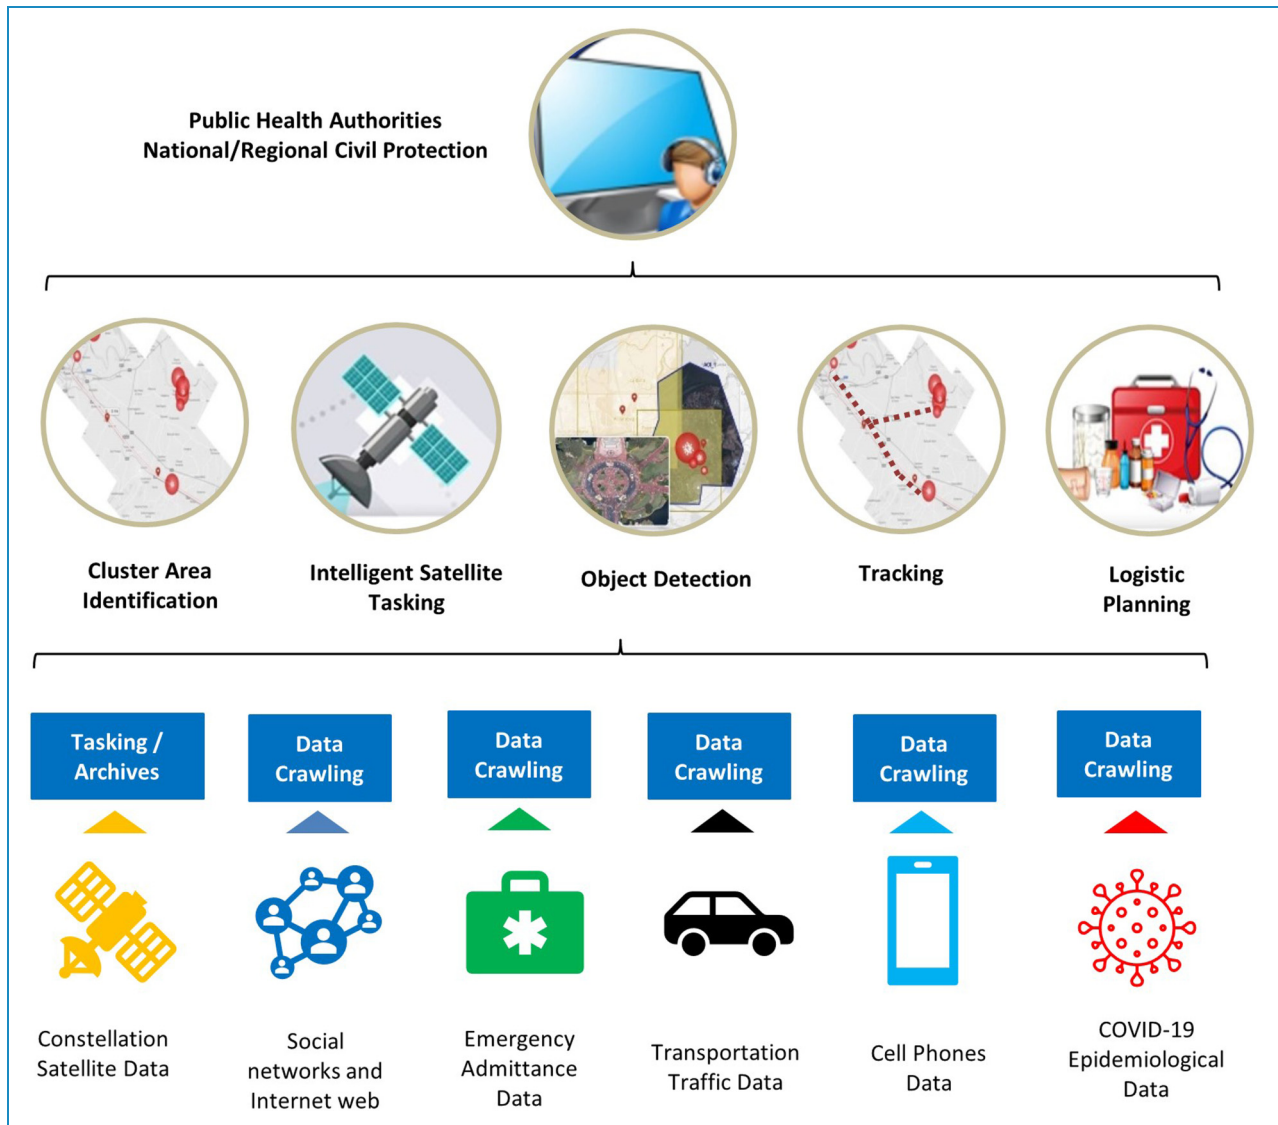 Public Health Authorities
National/Regional Civil Protection
Cluster Area
Identification
Intelligent Satellite
Tasking
Object Detection
Tracking
Logistic
Planning
Tasking /
Archives
Data
Crawling
Data
Crawling
Data
Crawling
Data
Crawling
Data
Crawling
Constellation
Satellite Data
Social
networks and
Internet web
Emergency
Admittance
Data
Transportation
Traffic Data
Cell Phones
Data
COVID-19
Epidemiological
Data